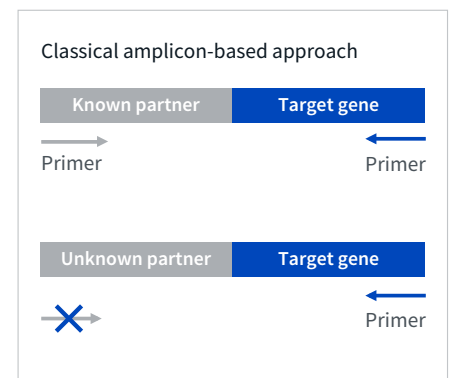 Classical amplicon-based approach
Known partner Target gene
Primer Primer
Unknown partner Target gene
Primer